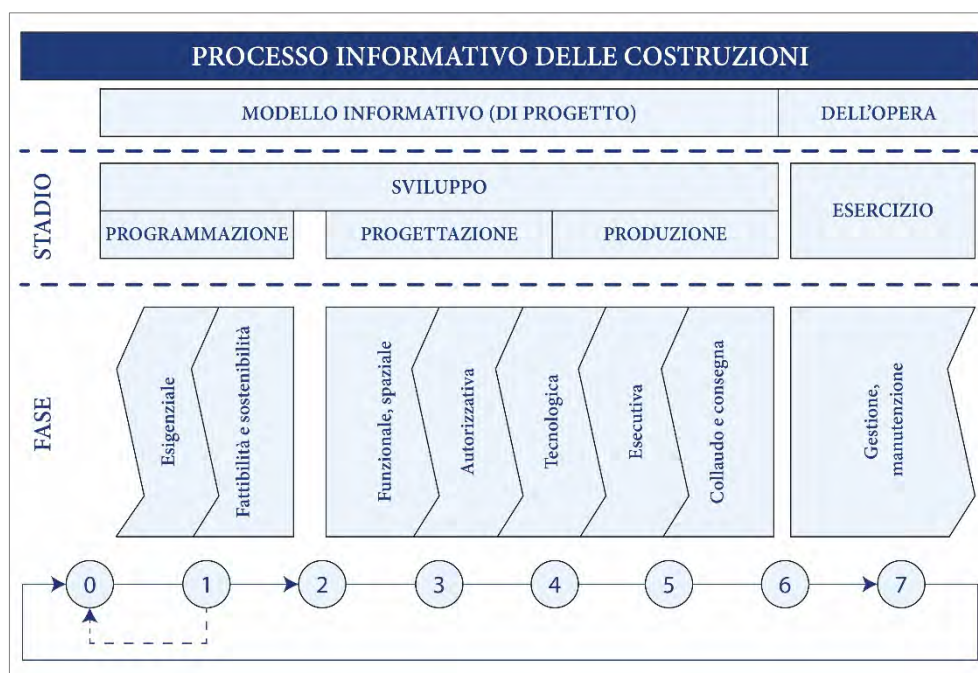 PROCESSO INFORMATIVO DELLE COSTRUZIONI
MODELLO INFORMATIVO (DI PROGETTO)
DELL'OPERA
STADIO
SVILUPPO
ESERCIZIO
PROGRAMMAZIONE
PROGETTAZIONE
PRODUZIONE
FASE
Esigenziale
Fattibilità e sostenibilità
Funzionale, spaziale
Autorizzativa
Tecnologica
Esecutiva
Collaudo e consegna
Gestione,
manutenzione
0 1 2 3 4 5 6 7